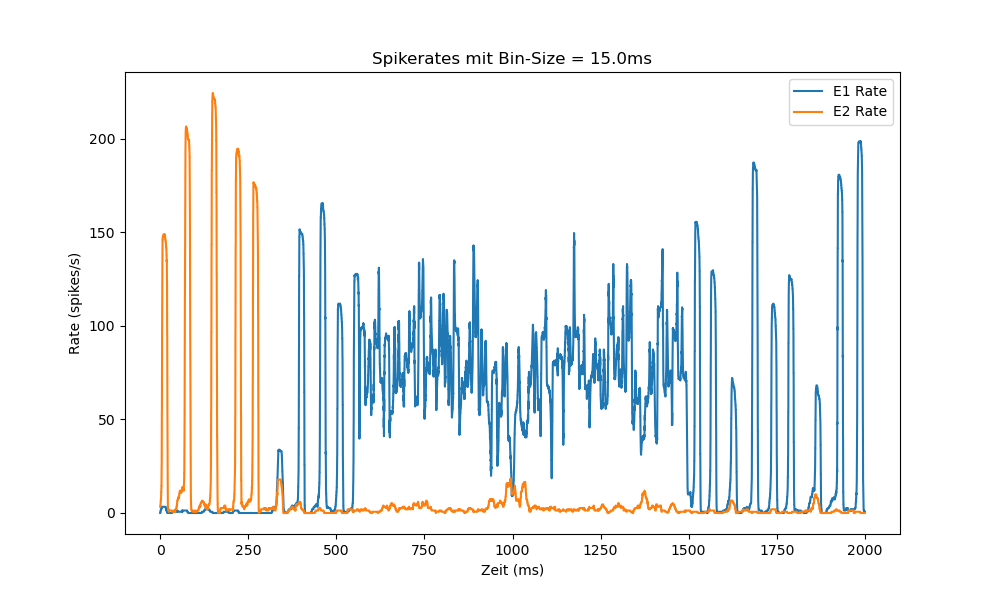 Spikerates mit Bin-Size = 15.0ms
E1 Rate
E2 Rate
Rate (spikes/s)
200
150
100
50
0
0 250 500 750 1000 1250 1500 1750 2000
Zeit (ms)